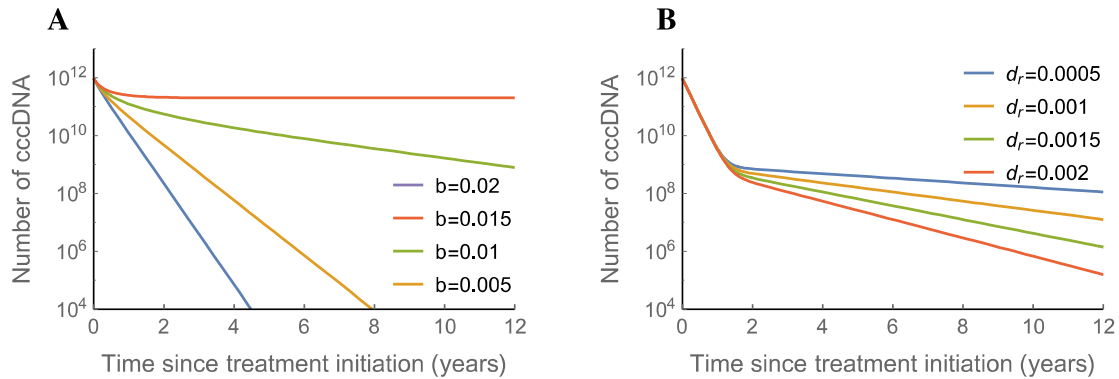 A
Number of cccDNA
10^12
10^10
10^8
10^6
10^4
0
2
4
6
8
10
12
b=0.02
b=0.015
b=0.01
b=0.005
Time since treatment initiation (years)
B
Number of cccDNA
10^12
10^10
10^8
10^6
10^4
0
2
4
6
8
10
12
d_r=0.0005
d_r=0.001
d_r=0.0015
d_r=0.002
Time since treatment initiation (years)